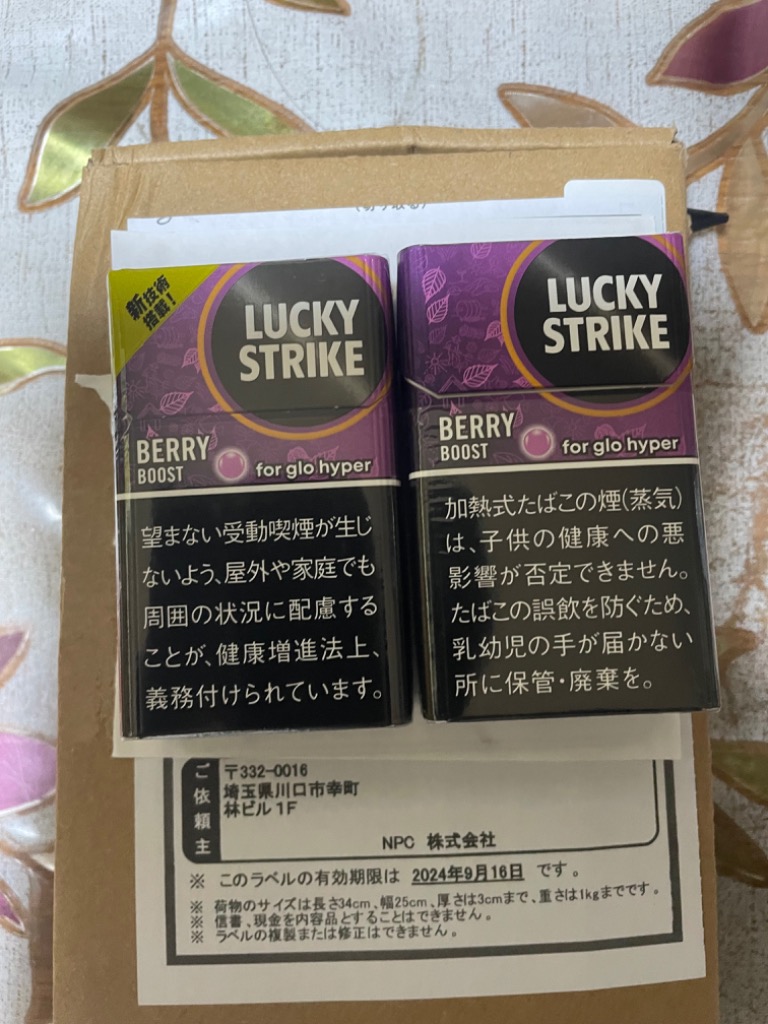 (切り取る)
新技術
搭載!
LUCKY
STRIKE
BERRY
BOOST
for glo hyper
望まない受動喫煙が生じ
ないよう、屋外や家庭でも
周囲の状況に配慮する
ことが、健康増進法上、
義務付けられています。
LUCKY
STRIKE
BERRY
BOOST
for glo hyper
加熱式たばこの煙(蒸気)
は、子供の健康への悪
影響が否定できません。
たばこの誤飲を防ぐため、
乳幼児の手が届かない
所に保管・廃棄を。
ご依頼主
〒332-0016
埼玉県川口市幸町
林ビル1F
NPC 株式会社
※ このラベルの有効期限は 2024年9月16日 です。
※ 荷物のサイズは長さ34cm、幅25cm、厚さは3cmまで、重さは1kgまでです。
※ 信書、現金を内容品とすることはできません。
※ ラベルの複製または修正はできません。